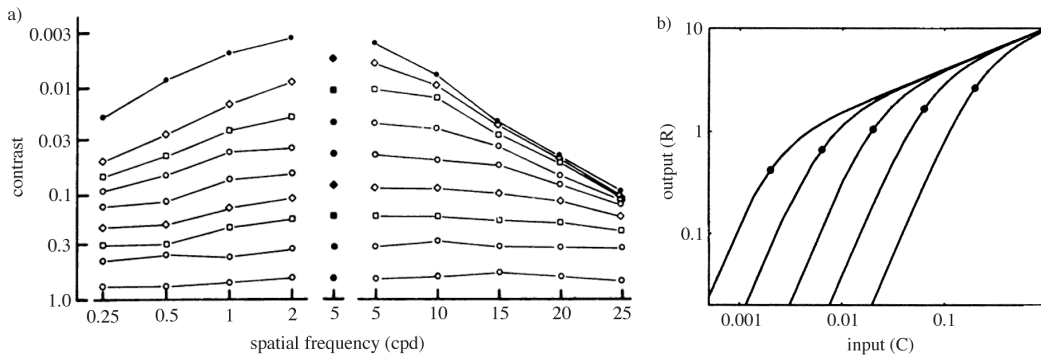 a)
0.003
0.01
0.03
0.1
0.3
1.0
contrast
0.25 0.5 1 2 5 5 10 15 20 25
spatial frequency (cpd)
b)
10
1
0.1
output (R)
0.001 0.01 0.1
input (C)